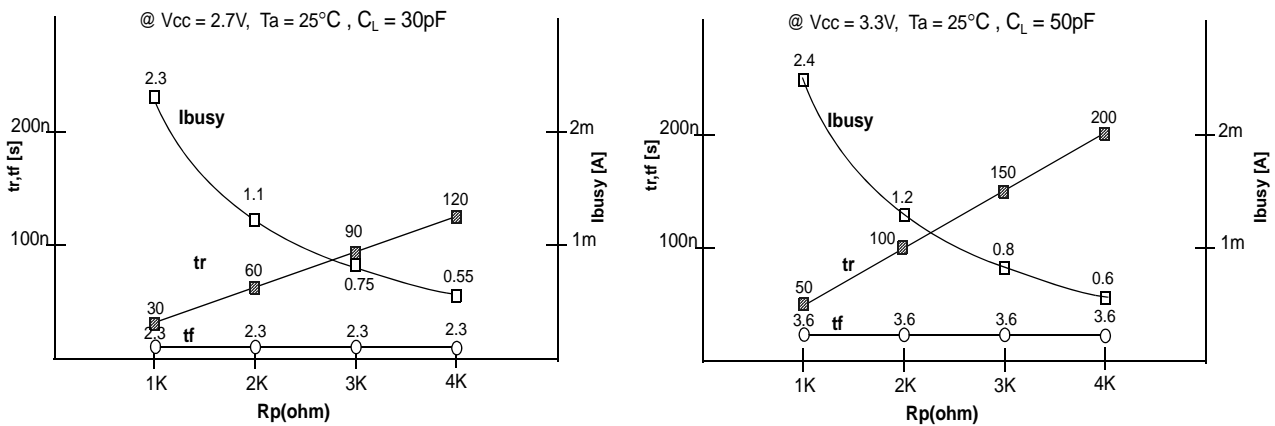 @ Vcc = 2.7V, Ta = 25°C , CL = 30pF
2.3
Ibusy
200n
2m
tr,tf [s]
Ibusy [A]
1.1
120
90
100n
1m
tr
60
0.75
0.55
30
2.3
tf
2.3
2.3
2.3
1K
2K
3K
4K
Rp(ohm)
@ Vcc = 3.3V, Ta = 25°C , CL = 50pF
2.4
Ibusy
200
200n
2m
tr,tf [s]
Ibusy [A]
150
1.2
100
100n
1m
0.8
tr
0.6
50
3.6
tf
3.6
3.6
3.6
1K
2K
3K
4K
Rp(ohm)